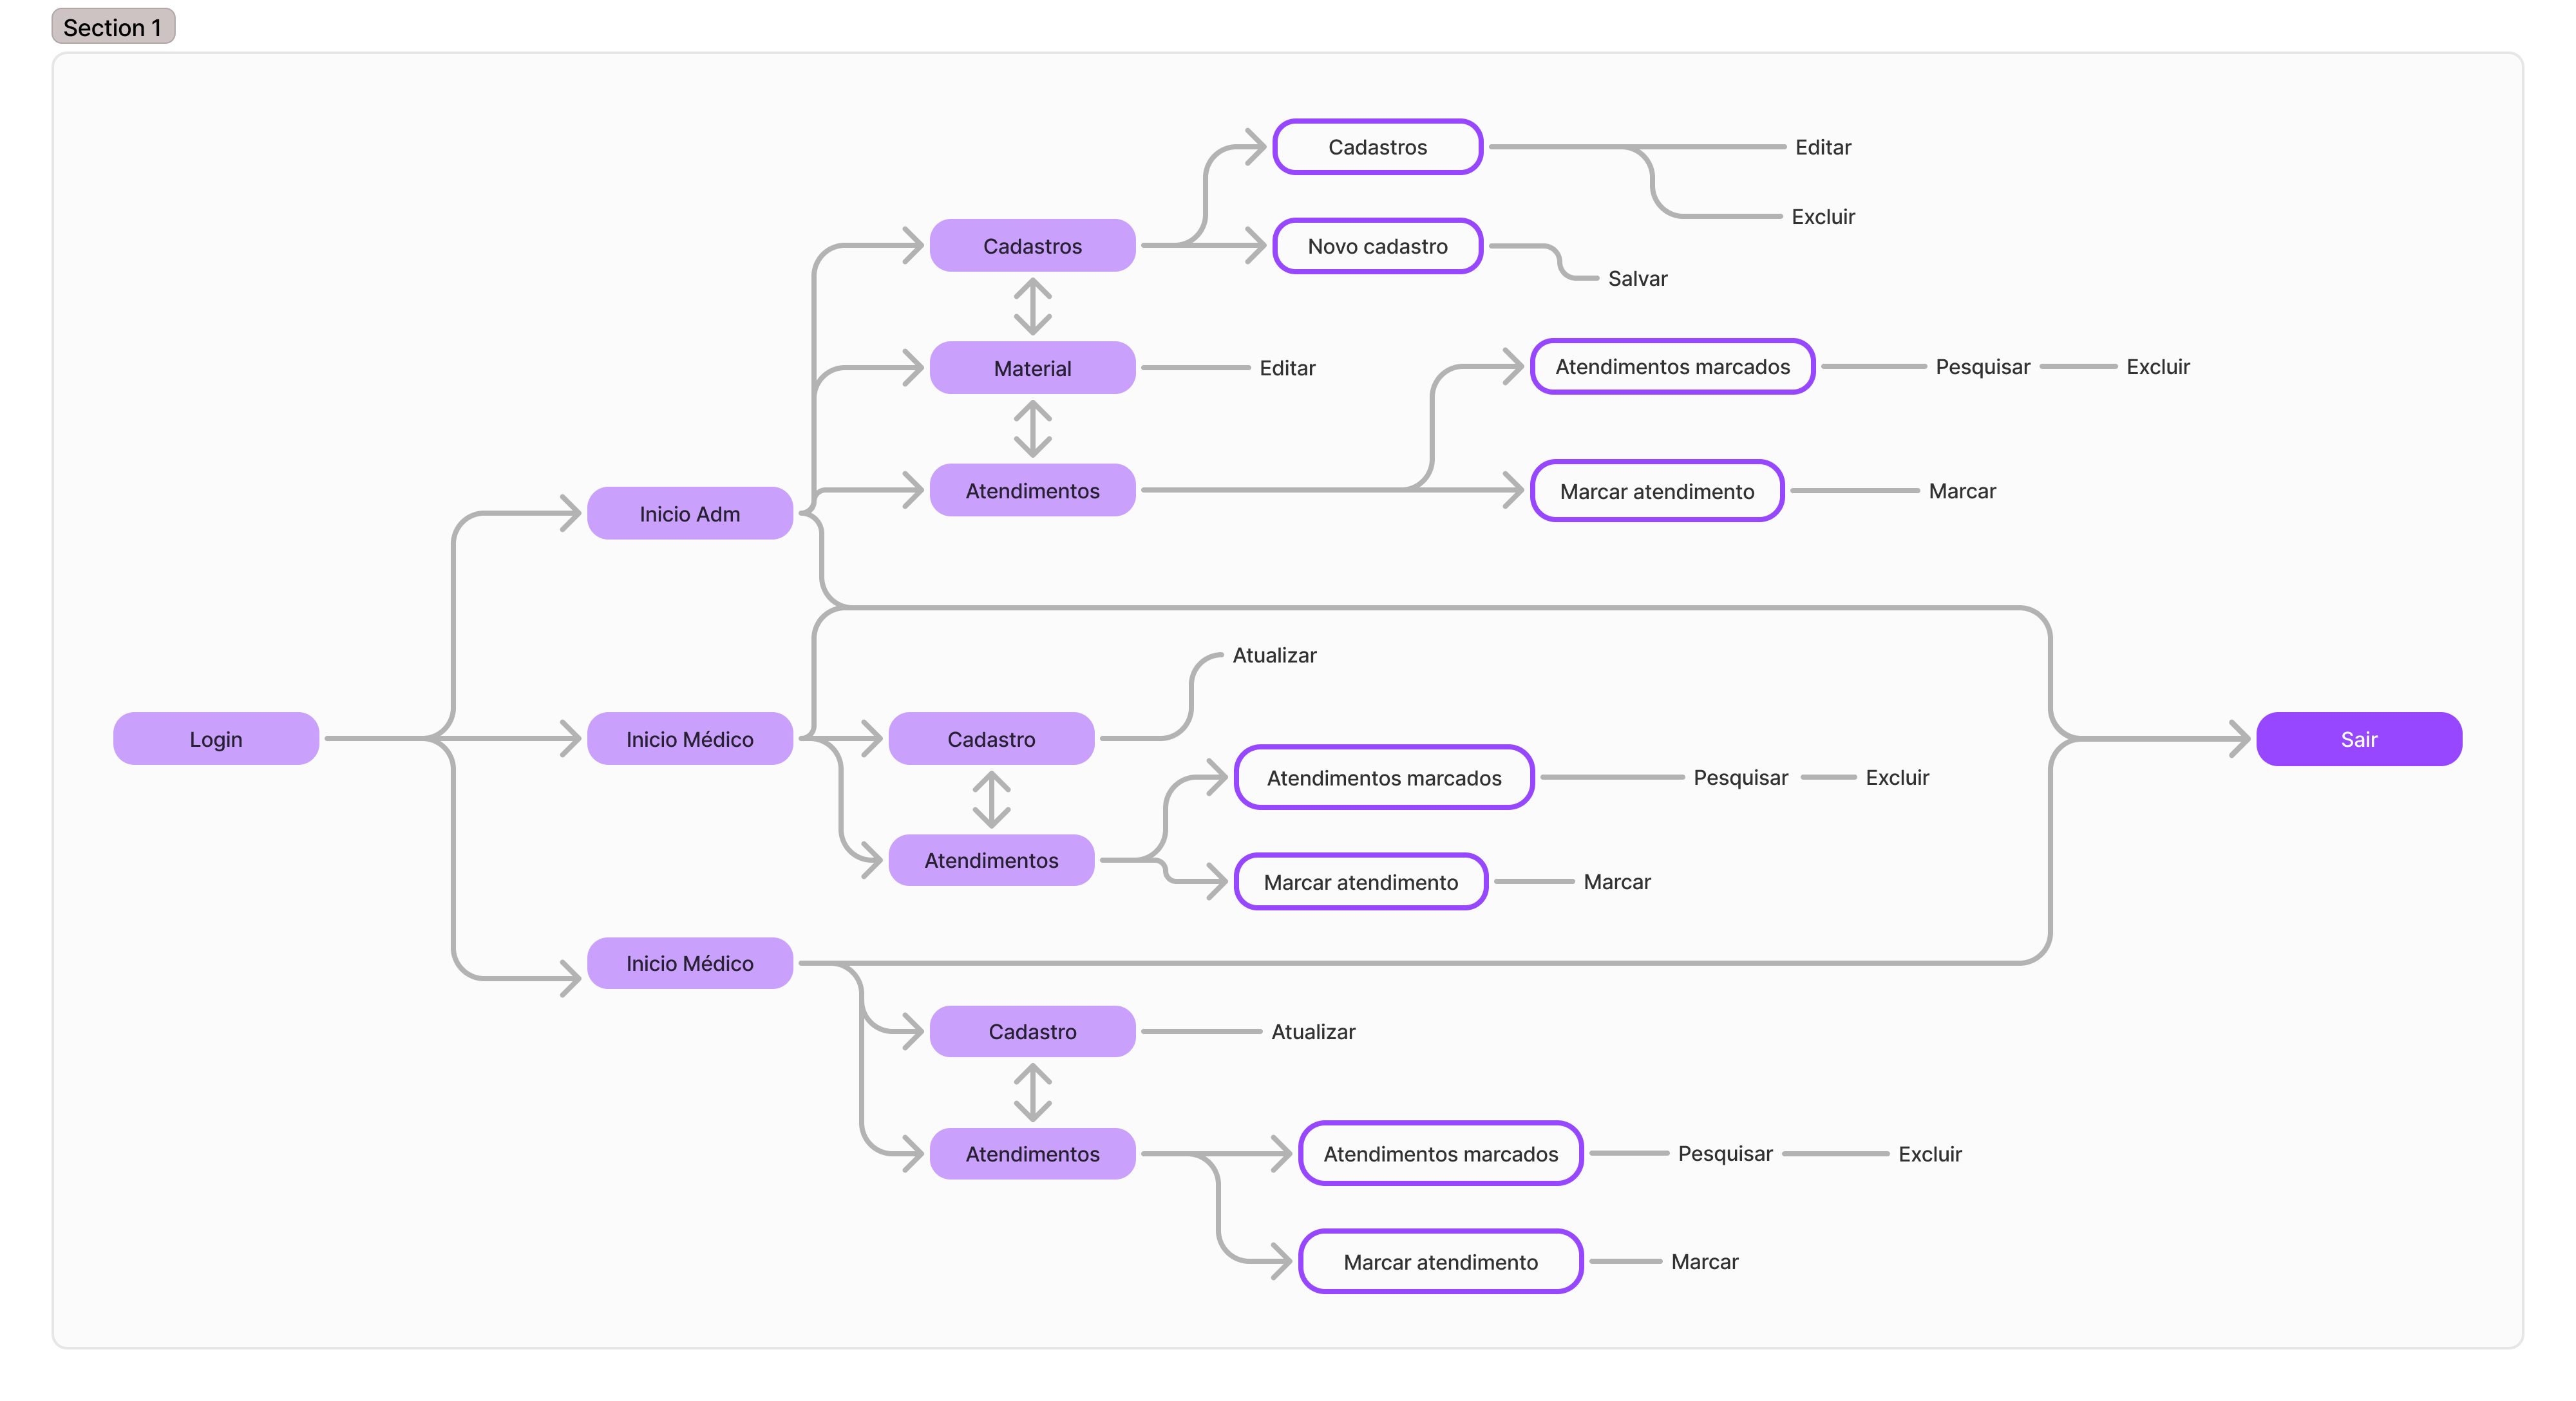 Section 1
Cadastros
Editar
Excluir
Cadastros
Novo cadastro
Salvar
Material
Editar
Atendimentos marcados
Pesquisar
Excluir
Atendimentos
Marcar atendimento
Marcar
Inicio Adm
Atualizar
Login
Inicio Médico
Cadastro
Sair
Atendimentos marcados
Pesquisar
Excluir
Atendimentos
Marcar atendimento
Marcar
Inicio Médico
Cadastro
Atualizar
Atendimentos
Atendimentos marcados
Pesquisar
Excluir
Marcar atendimento
Marcar